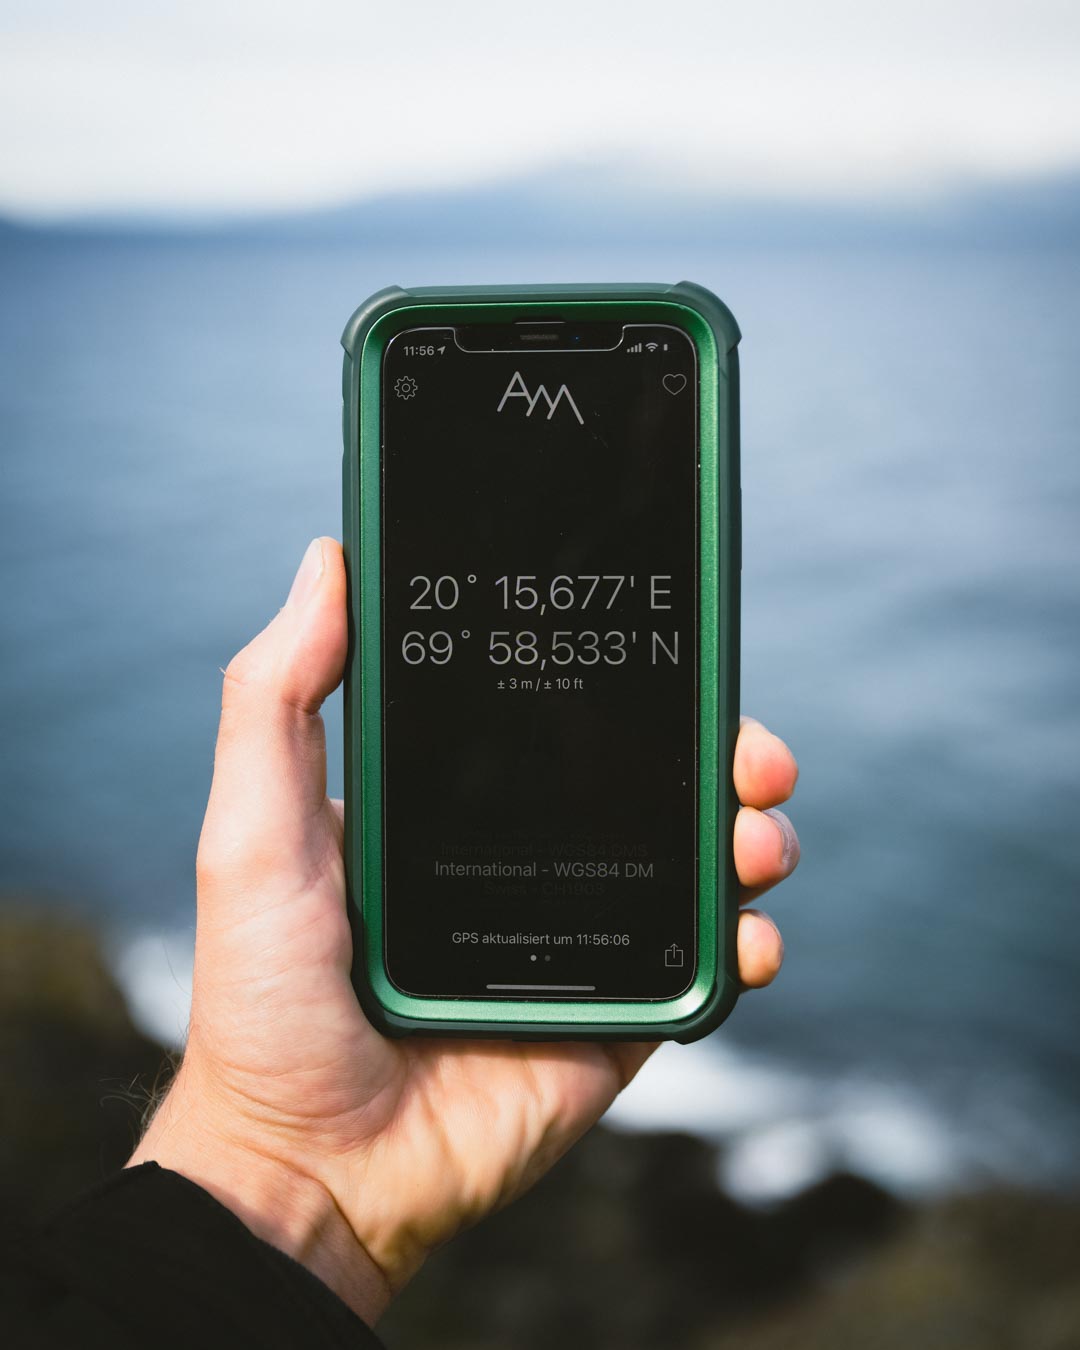 11:56
AM
20° 15,677' E
69° 58,533' N
± 3 m / ± 10 ft
International - WGS84 DMS
International - WGS84 DM
Swiss - CH1903
GPS aktualisiert um 11:56:06